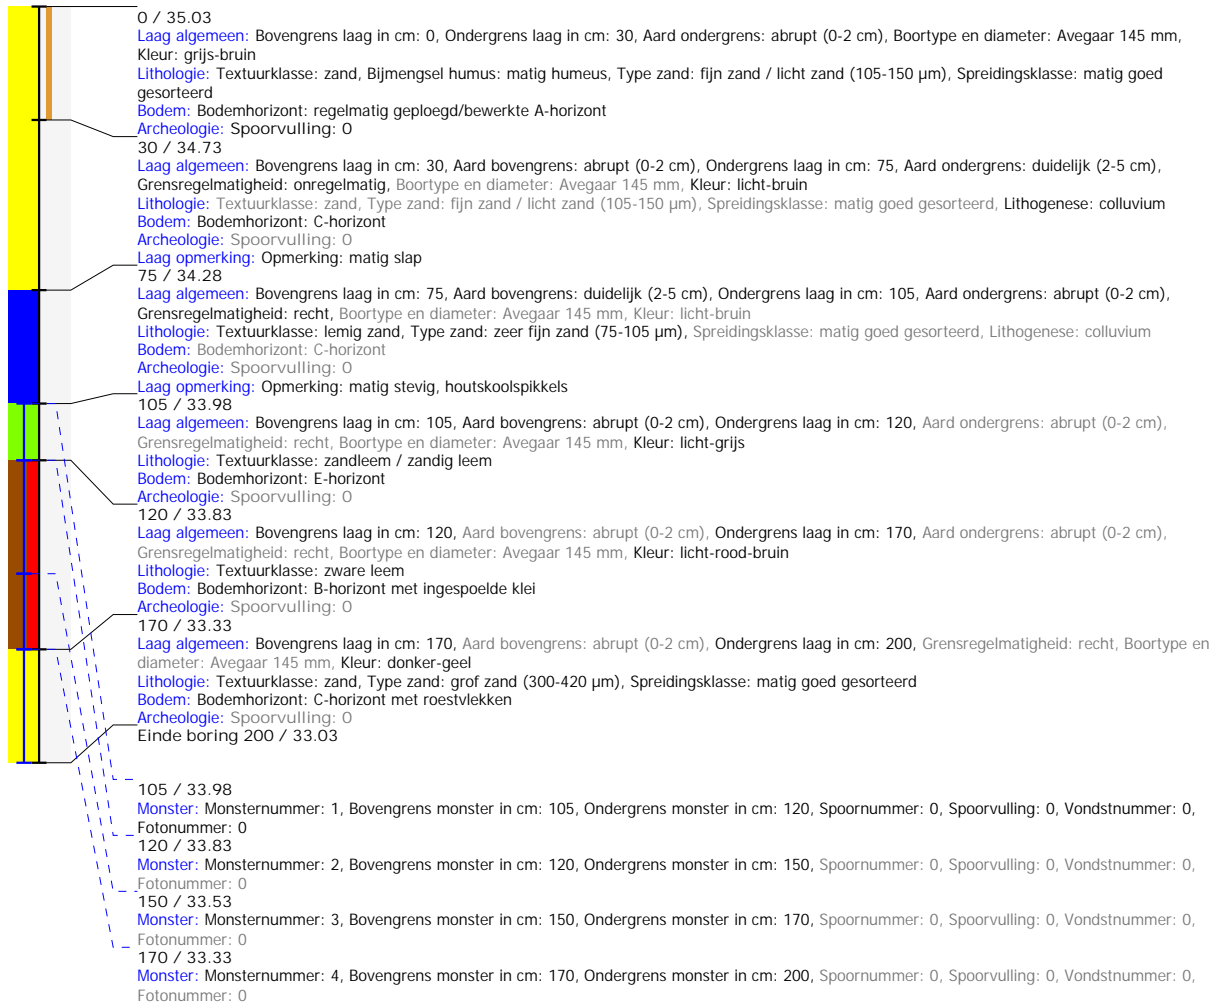 0 / 35.03
Laag algemeen: Bovengrens laag in cm: 0, Ondergrens laag in cm: 30, Aard ondergrens: abrupt (0-2 cm), Boortype en diameter: Avegaar 145 mm,
Kleur: grijs-bruin
Lithologie: Textuurklasse: zand, Bijmengsel humus: matig humeus, Type zand: fijn zand / licht zand (105-150 µm), Spreidingsklasse: matig goed
gesorteerd
Bodem: Bodemhorizont: regelmatig geploegd/bewerkte A-horizont
Archeologie: Spoorvulling: 0
30 / 34.73
Laag algemeen: Bovengrens laag in cm: 30, Aard bovengrens: abrupt (0-2 cm), Ondergrens laag in cm: 75, Aard ondergrens: duidelijk (2-5 cm),
Grensregelmatigheid: onregelmatig, Boortype en diameter: Avegaar 145 mm, Kleur: licht-bruin
Lithologie: Textuurklasse: zand, Type zand: fijn zand / licht zand (105-150 µm), Spreidingsklasse: matig goed gesorteerd, Lithogenese: colluvium
Bodem: Bodemhorizont: C-horizont
Archeologie: Spoorvulling: 0
Laag opmerking: Opmerking: matig slap
75 / 34.28
Laag algemeen: Bovengrens laag in cm: 75, Aard bovengrens: duidelijk (2-5 cm), Ondergrens laag in cm: 105, Aard ondergrens: abrupt (0-2 cm),
Grensregelmatigheid: recht, Boortype en diameter: Avegaar 145 mm, Kleur: licht-bruin
Lithologie: Textuurklasse: lemig zand, Type zand: zeer fijn zand (75-105 µm), Spreidingsklasse: matig goed gesorteerd, Lithogenese: colluvium
Bodem: Bodemhorizont: C-horizont
Archeologie: Spoorvulling: 0
Laag opmerking: Opmerking: matig stevig, houtskoolspikkels
105 / 33.98
Laag algemeen: Bovengrens laag in cm: 105, Aard bovengrens: abrupt (0-2 cm), Ondergrens laag in cm: 120, Aard ondergrens: abrupt (0-2 cm),
Grensregelmatigheid: recht, Boortype en diameter: Avegaar 145 mm, Kleur: licht-grijs
Lithologie: Textuurklasse: zandleem / zandig leem
Bodem: Bodemhorizont: E-horizont
Archeologie: Spoorvulling: 0
120 / 33.83
Laag algemeen: Bovengrens laag in cm: 120, Aard bovengrens: abrupt (0-2 cm), Ondergrens laag in cm: 170, Aard ondergrens: abrupt (0-2 cm),
Grensregelmatigheid: recht, Boortype en diameter: Avegaar 145 mm, Kleur: licht-rood-bruin
Lithologie: Textuurklasse: zware leem
Bodem: Bodemhorizont: B-horizont met ingespoelde klei
Archeologie: Spoorvulling: 0
170 / 33.33
Laag algemeen: Bovengrens laag in cm: 170, Aard bovengrens: abrupt (0-2 cm), Ondergrens laag in cm: 200, Grensregelmatigheid: recht, Boortype en
diameter: Avegaar 145 mm, Kleur: donker-geel
Lithologie: Textuurklasse: zand, Type zand: grof zand (300-420 µm), Spreidingsklasse: matig goed gesorteerd
Bodem: Bodemhorizont: C-horizont met roestvlekken
Archeologie: Spoorvulling: 0
Einde boring 200 / 33.03
105 / 33.98
Monster: Monsternummer: 1, Bovengrens monster in cm: 105, Ondergrens monster in cm: 120, Spoornummer: 0, Spoorvulling: 0, Vondstnummer: 0,
Fotonummer: 0
120 / 33.83
Monster: Monsternummer: 2, Bovengrens monster in cm: 120, Ondergrens monster in cm: 150, Spoornummer: 0, Spoorvulling: 0, Vondstnummer: 0,
Fotonummer: 0
150 / 33.53
Monster: Monsternummer: 3, Bovengrens monster in cm: 150, Ondergrens monster in cm: 170, Spoornummer: 0, Spoorvulling: 0, Vondstnummer: 0,
Fotonummer: 0
170 / 33.33
Monster: Monsternummer: 4, Bovengrens monster in cm: 170, Ondergrens monster in cm: 200, Spoornummer: 0, Spoorvulling: 0, Vondstnummer: 0,
Fotonummer: 0